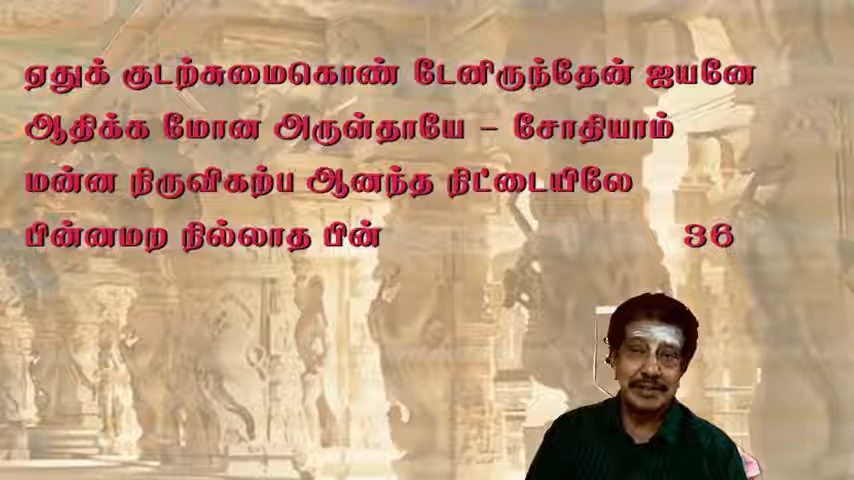 ஏதுக் குடற்சுமைகொண் டேனிருந்தேன் ஐயனே
ஆதிக்க மோன அருள்தாயே - சோதியாம்
மன்ன நிருவிகற்ப ஆனந்த நிட்டையிலே
பின்னமற நில்லாத பின் 36